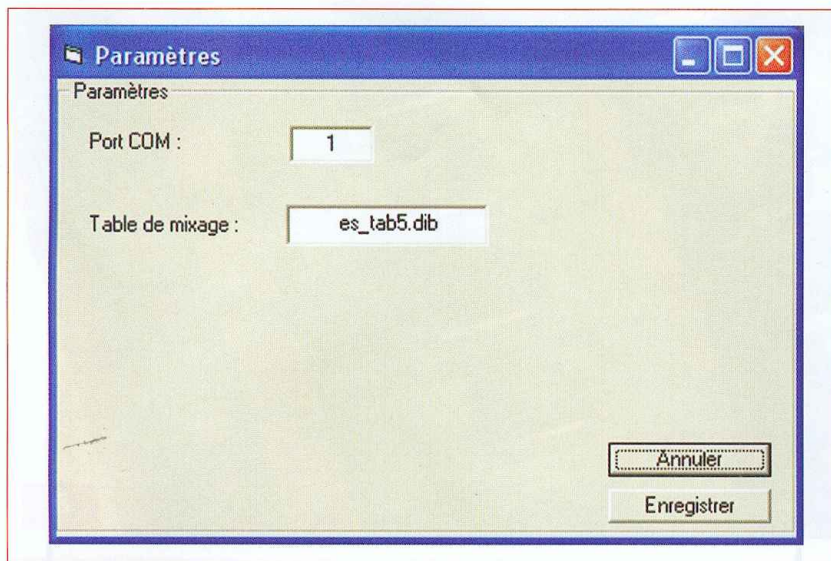 Paramètres
Paramètres
Port COM : 1
Table de mixage : es_tab5.dib
Annuler
Enregistrer